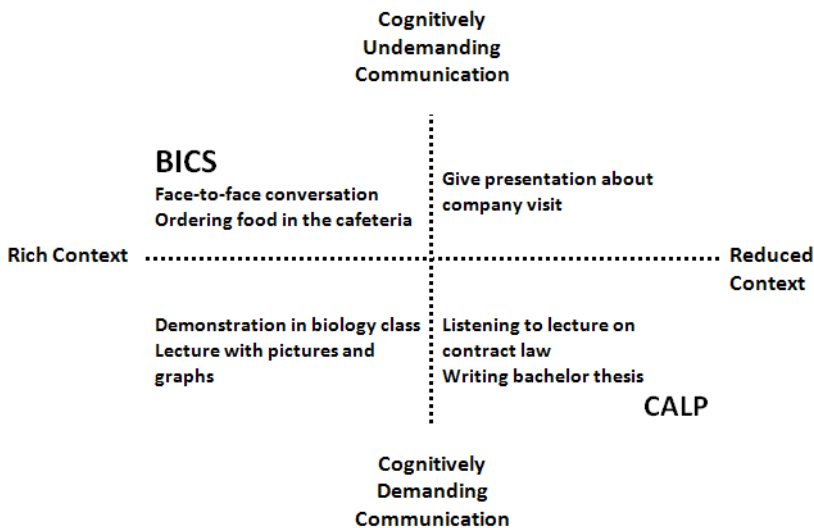 Cognitively
Undemanding
Communication
BICS
Face-to-face conversation
Ordering food in the cafeteria
Give presentation about
company visit
Rich Context
Reduced
Context
Demonstration in biology class
Lecture with pictures and
graphs
Listening to lecture on
contract law
Writing bachelor thesis
CALP
Cognitively
Demanding
Communication